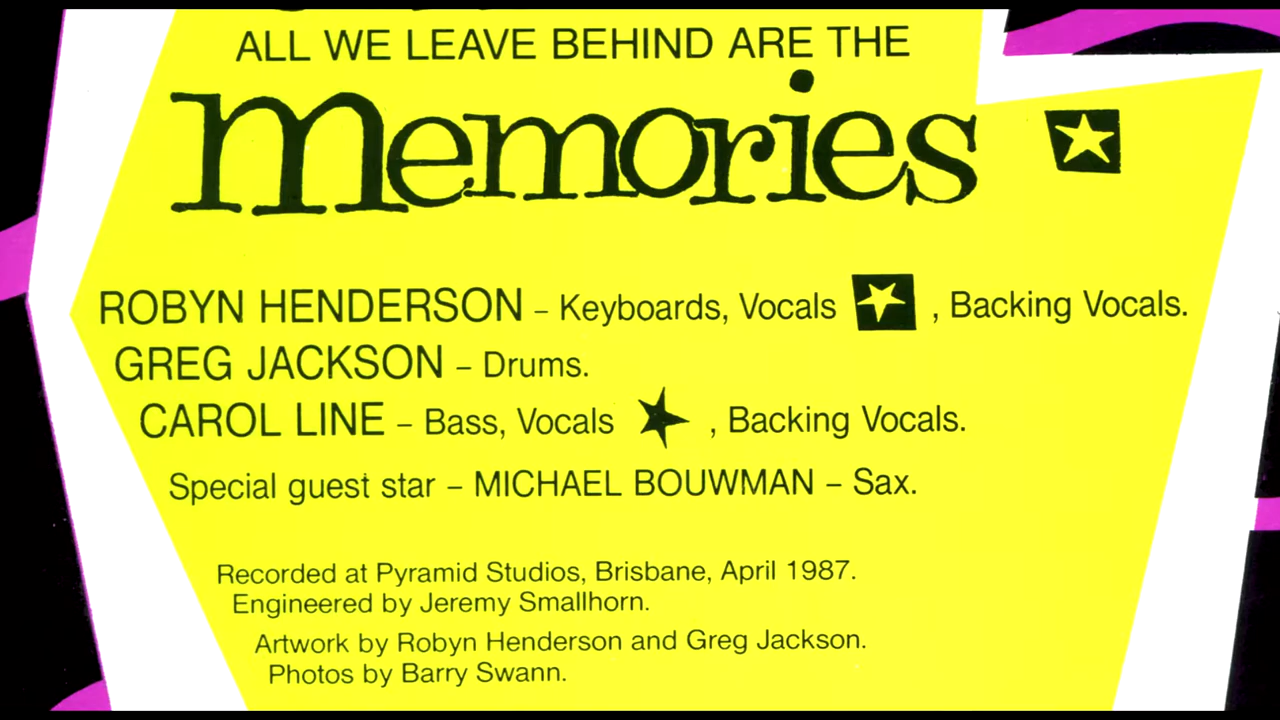 ALL WE LEAVE BEHIND ARE THE
memories
ROBYN HENDERSON – Keyboards, Vocals , Backing Vocals.
GREG JACKSON – Drums.
CAROL LINE – Bass, Vocals , Backing Vocals.
Special guest star – MICHAEL BOUWMAN – Sax.
Recorded at Pyramid Studios, Brisbane, April 1987.
Engineered by Jeremy Smallhorn.
Artwork by Robyn Henderson and Greg Jackson.
Photos by Barry Swann.